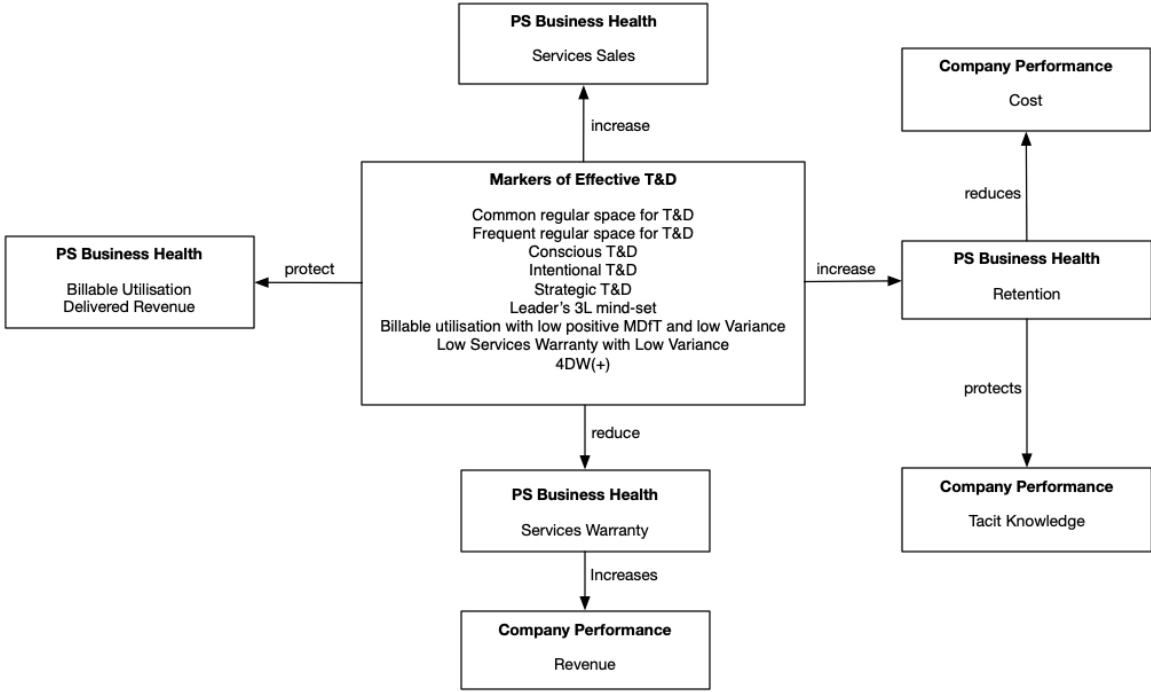 PS Business Health
Services Sales
increase
Company Performance
Cost
reduces
Markers of Effective T&D
Common regular space for T&D
Frequent regular space for T&D
Conscious T&D
Intentional T&D
Strategic T&D
Leader's 3L mind-set
Billable utilisation with low positive MDfT and low Variance
Low Services Warranty with Low Variance
4DW(+)
PS Business Health
Billable Utilisation
Delivered Revenue
protect
increase
PS Business Health
Retention
protects
Company Performance
Tacit Knowledge
reduce
PS Business Health
Services Warranty
Increases
Company Performance
Revenue